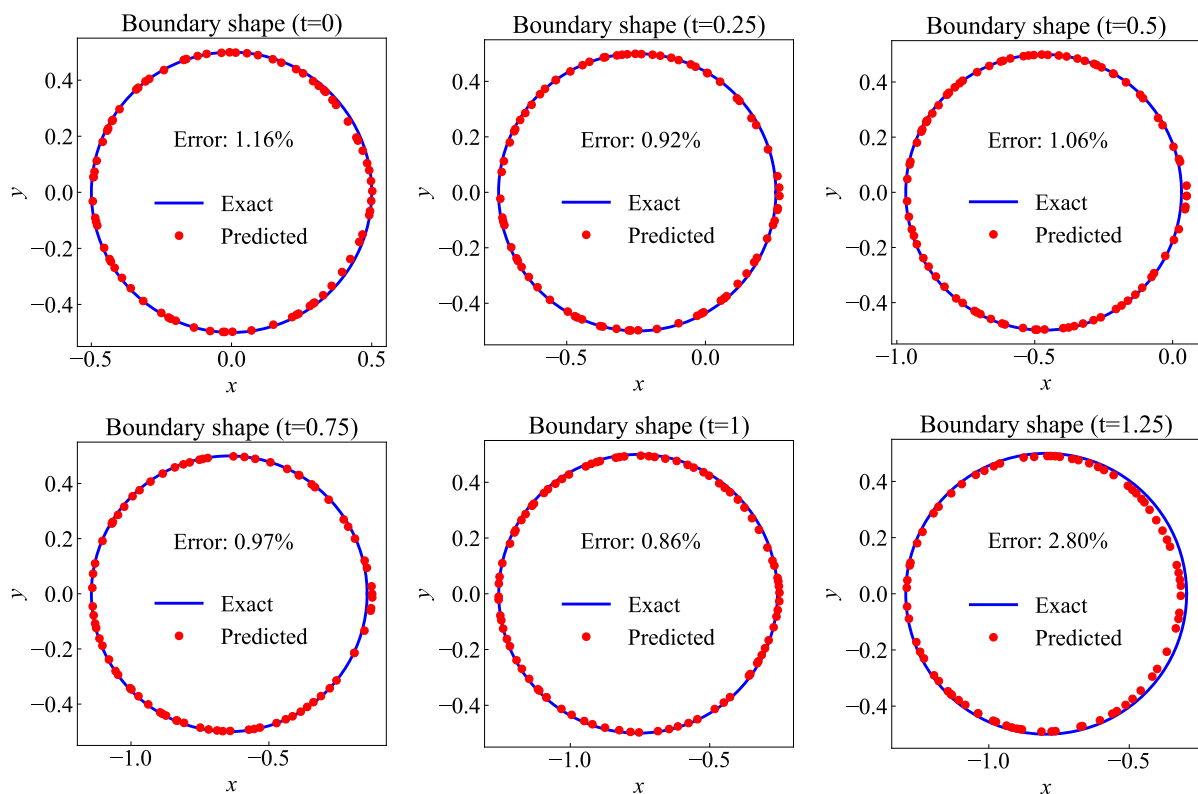 Boundary shape (t=0)
0.4
0.2
0.0
−0.2
−0.4
y
Error: 1.16%
Exact
Predicted
−0.5
0.0
0.5
x
Boundary shape (t=0.25)
0.4
0.2
0.0
−0.2
−0.4
y
Error: 0.92%
Exact
Predicted
−0.5
0.0
x
Boundary shape (t=0.5)
0.4
0.2
0.0
−0.2
−0.4
y
Error: 1.06%
Exact
Predicted
−1.0
−0.5
0.0
x
Boundary shape (t=0.75)
0.4
0.2
0.0
−0.2
−0.4
y
Error: 0.97%
Exact
Predicted
−1.0
−0.5
x
Boundary shape (t=1)
0.4
0.2
0.0
−0.2
−0.4
y
Error: 0.86%
Exact
Predicted
−1.0
−0.5
x
Boundary shape (t=1.25)
0.4
0.2
0.0
−0.2
−0.4
y
Error: 2.80%
Exact
Predicted
−1.0
−0.5
x